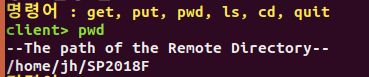 명령어 : get, put, pwd, ls, cd, quit
client> pwd
--The path of the Remote Directory--
/home/jh/SP2018F